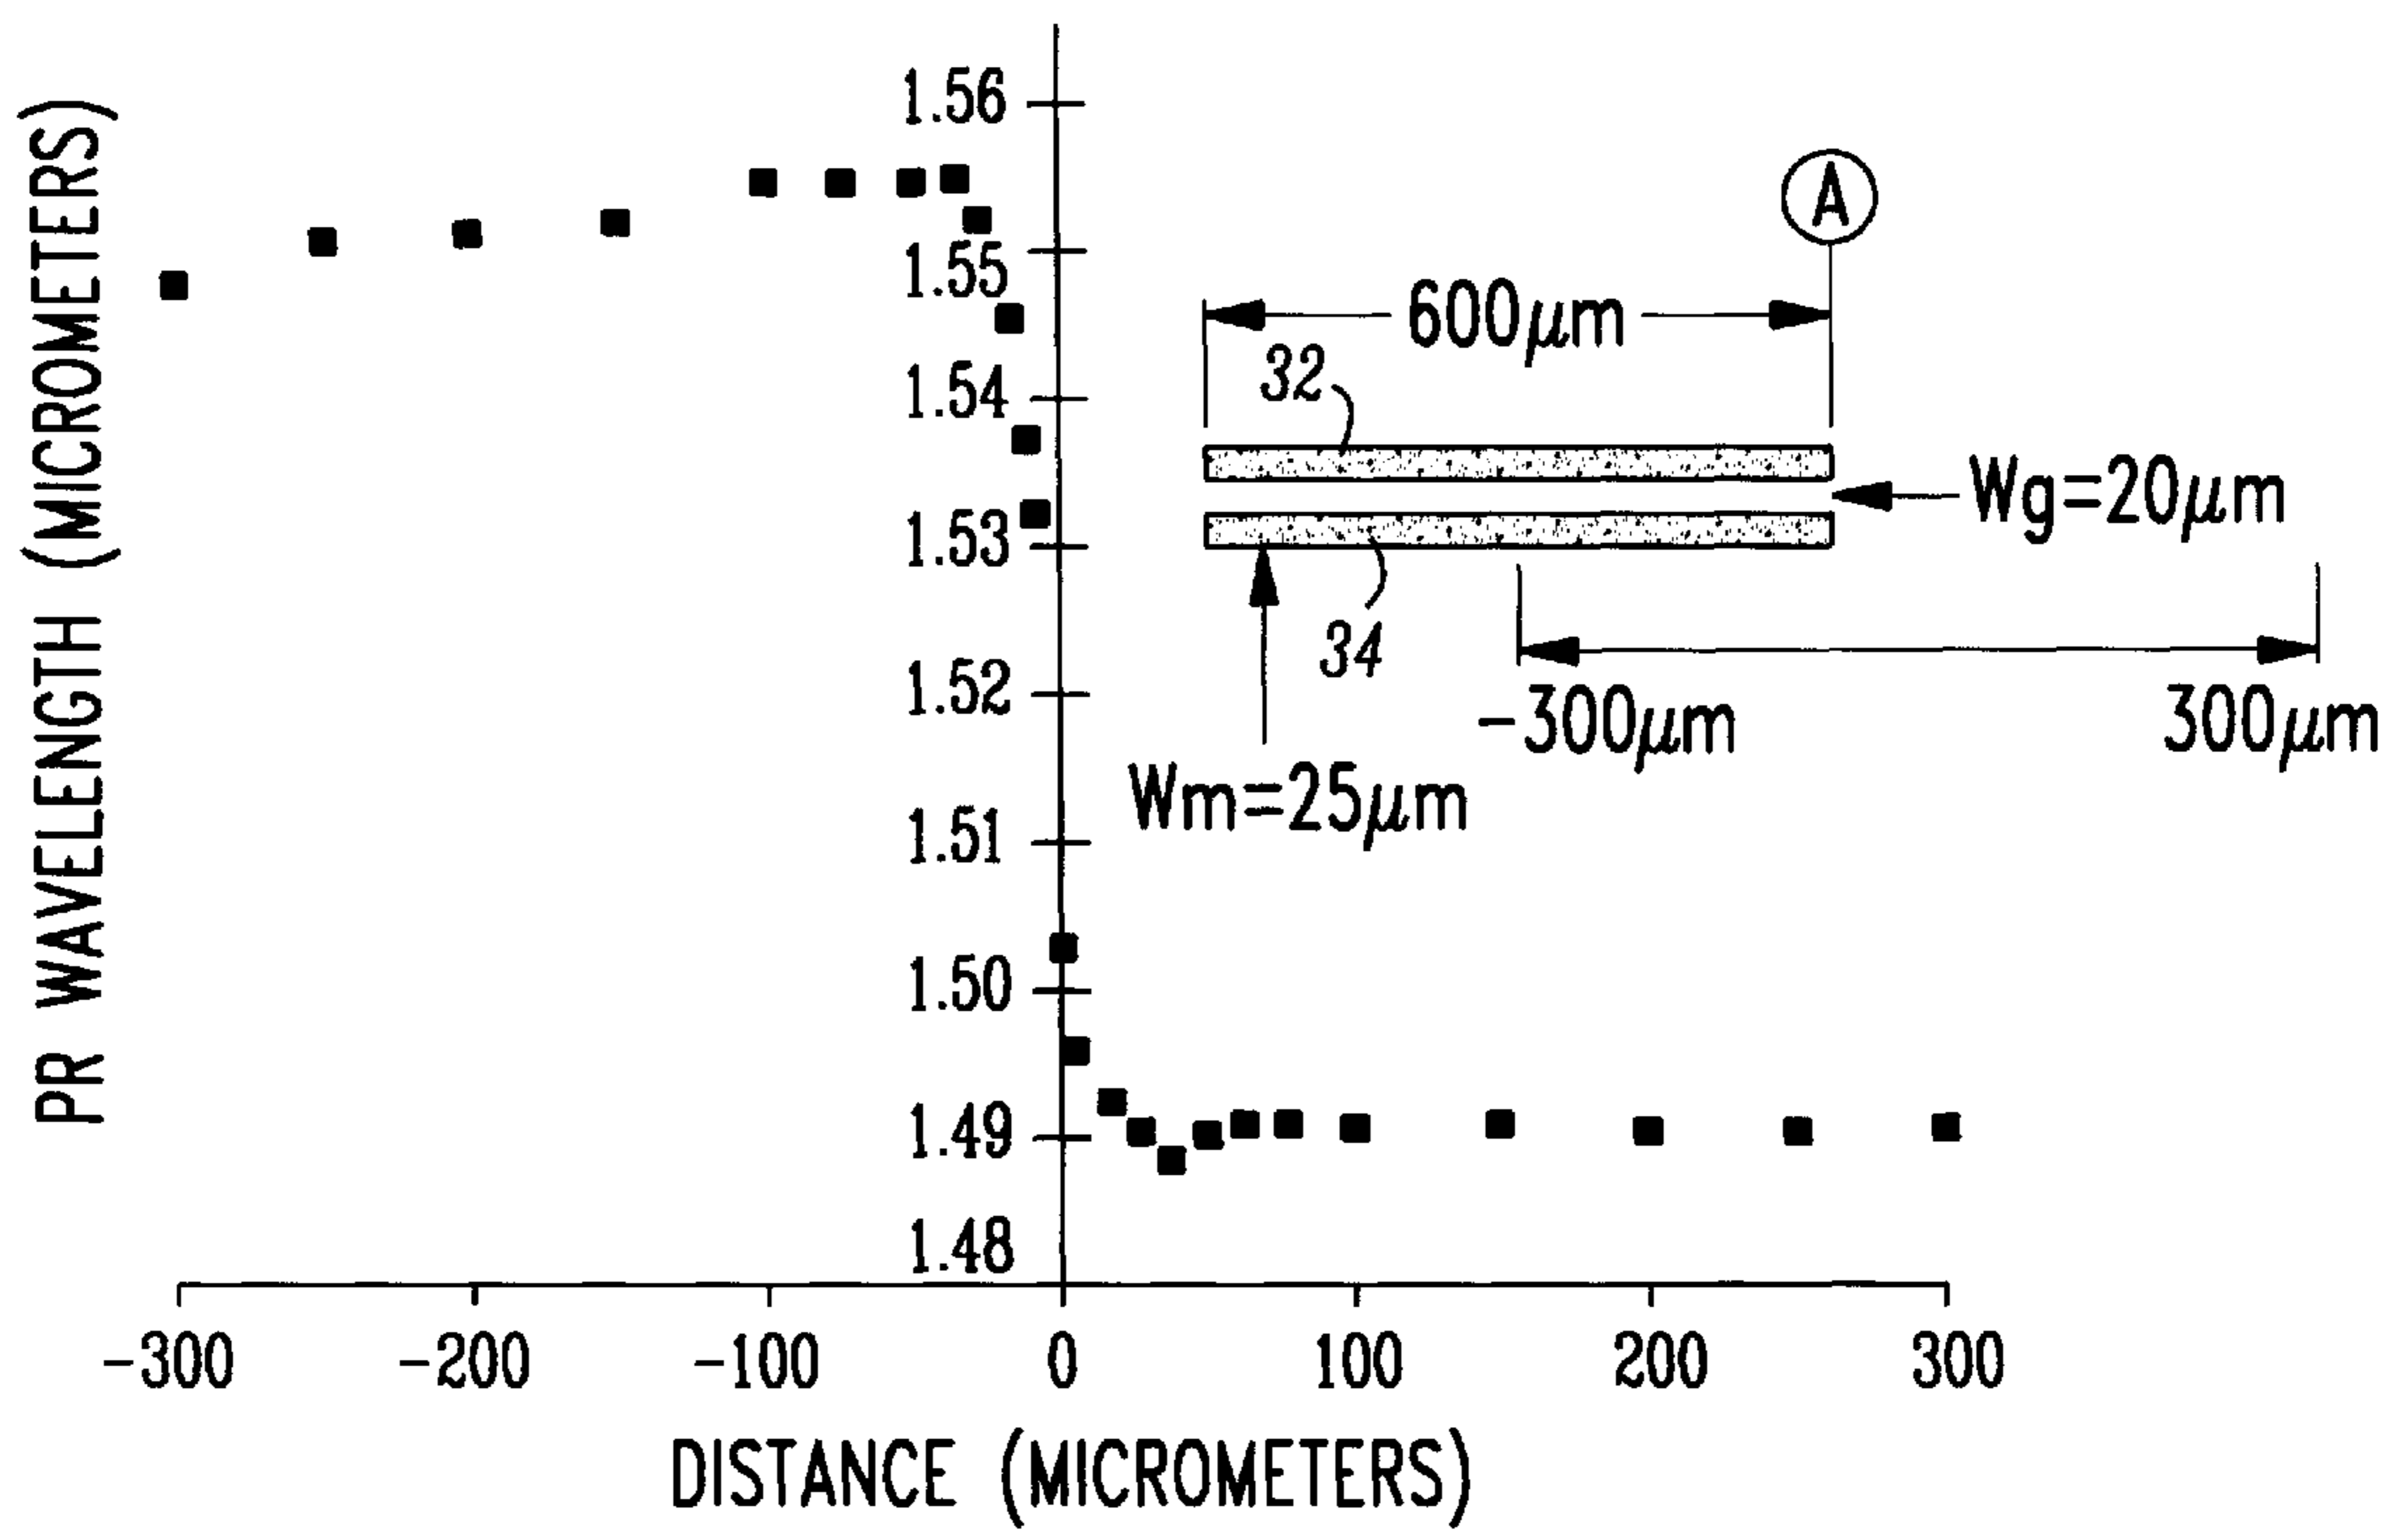 PR WAVELENGTH (MICROMETERS)
1.56
1.55
1.54
1.53
1.52
1.51
1.50
1.49
1.48
A
600µm
32
Wg=20µm
34
-300µm
300µm
Wm=25µm
-300
-200
-100
0
100
200
300
DISTANCE (MICROMETERS)